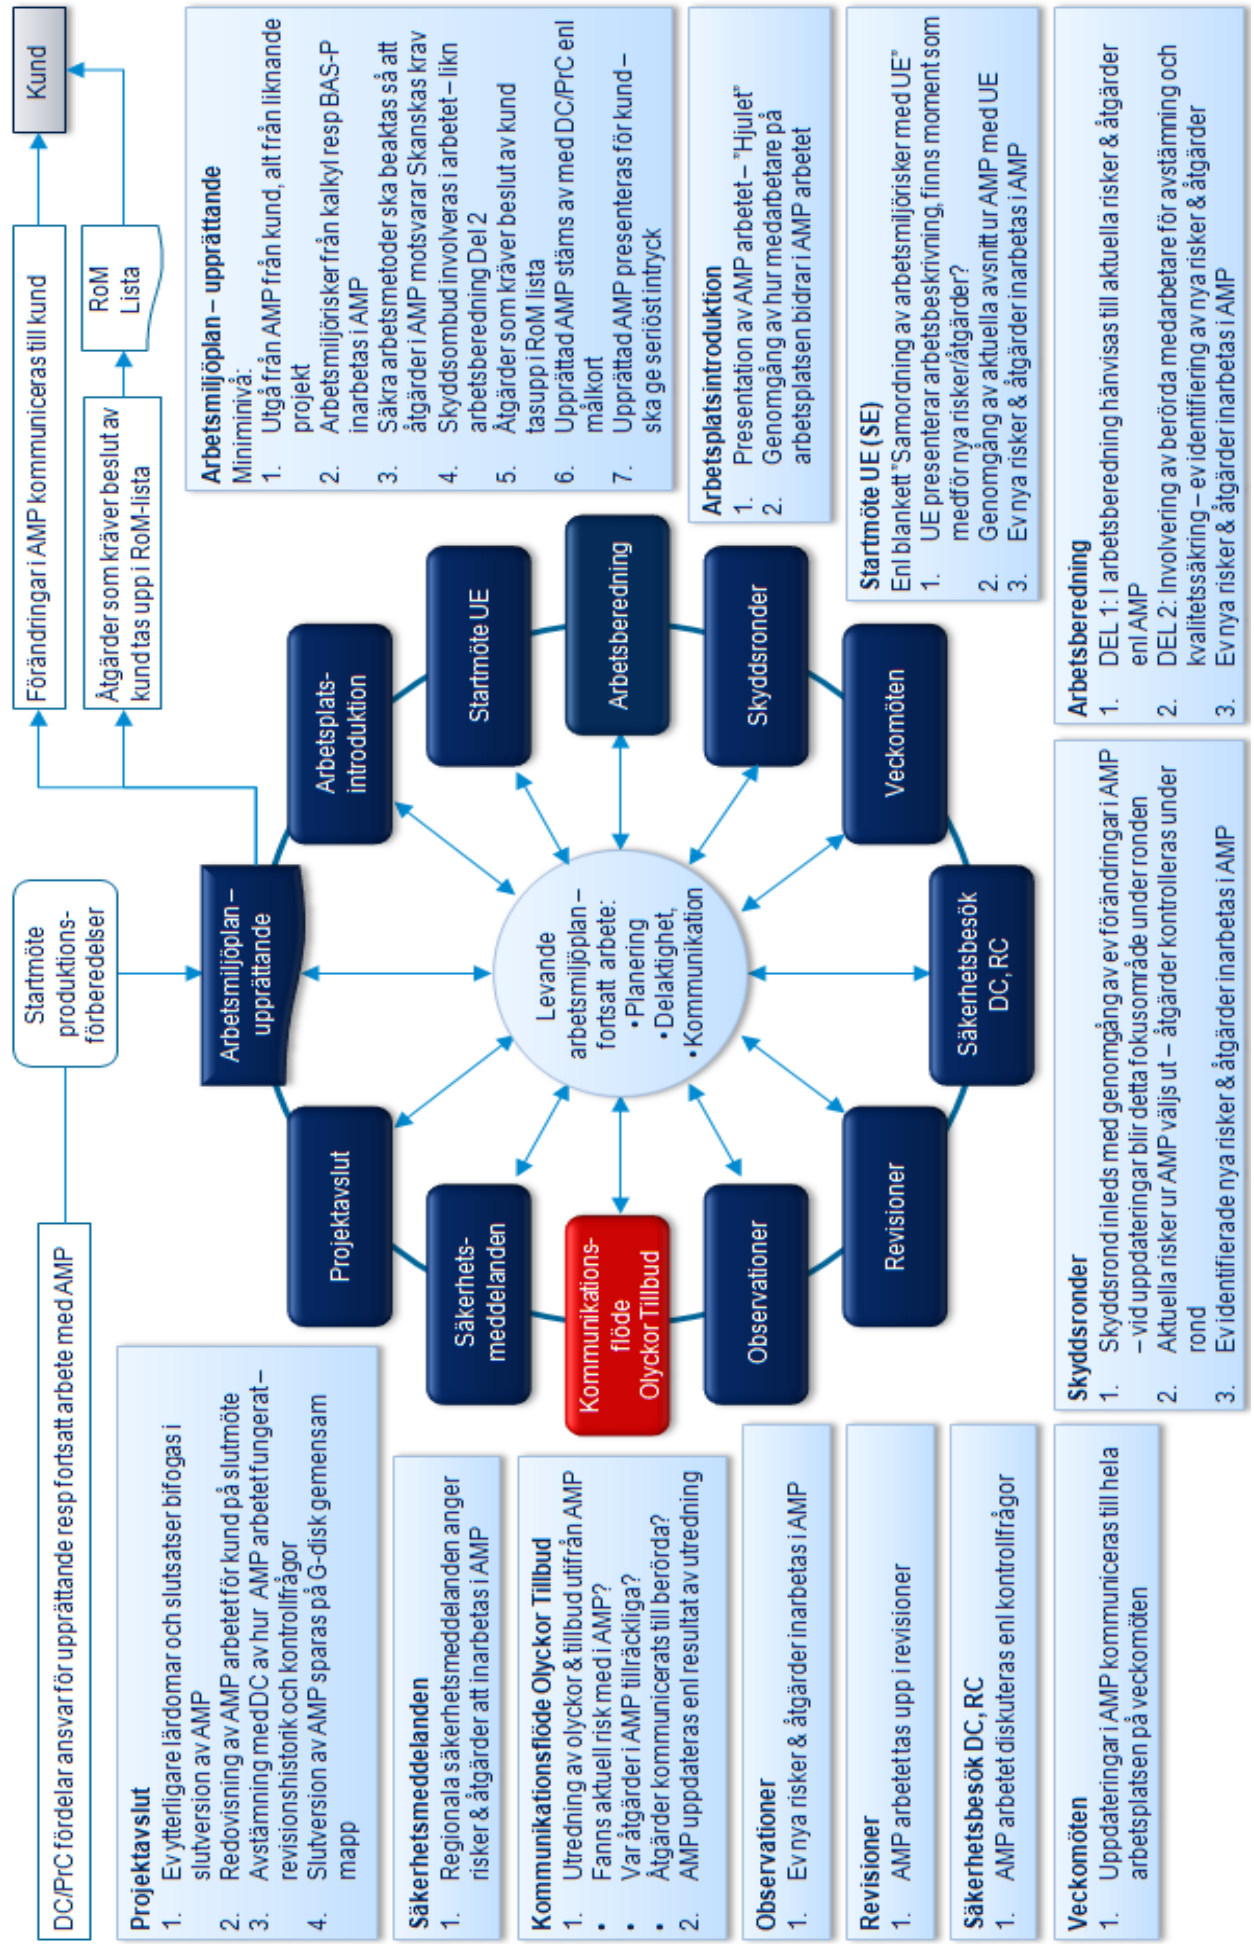 DC/PrC fördelar ansvar för upprättande resp fortsatt arbete med AMP
Startmöte
produktions-
förberedelser
Förändringar i AMP kommuniceras till kund
Kund
Åtgärder som kräver beslut av
kund tas upp i RoM-lista
RoM
Lista
Projektavslut
1. Ev ytterligare lärdomar och slutsatser bifogas i
slutversion av AMP
2. Redovisning av AMP arbetet för kund på slutmöte
3. Avstämning med DC av hur AMP arbetet fungerat –
revisionshistorik och kontrollfrågor
4. Slutversion av AMP sparas på G-disk gemensam
mapp
Säkerhetsmeddelanden
1. Regionala säkerhetsmeddelanden anger
risker & åtgärder att inarbetas i AMP
Kommunikationsflöde Olyckor Tillbud
1. Utredning av olyckor & tillbud utifrån AMP
• Fanns aktuell risk med i AMP?
• Var åtgärder i AMP tillräckliga?
• Åtgärder kommunicerats till berörda?
2. AMP uppdateras enl resultat av utredning
Observationer
1. Ev nya risker & åtgärder inarbetas i AMP
Revisioner
1. AMP arbetet tas upp i revisioner
Säkerhetsbesök DC, RC
1. AMP arbetet diskuteras enl kontrollfrågor
Veckomöten
1. Uppdateringar i AMP kommuniceras till hela
arbetsplatsen på veckomöten
Arbetsmiljöplan –
upprättande
Arbetsplats-
introduktion
Startmöte UE
Arbetsberedning
Skyddsronder
Veckomöten
Säkerhetsbesök
DC, RC
Revisioner
Observationer
Kommunikations-
flöde
Olyckor Tillbud
Säkerhets-
meddelanden
Projektavslut
Levande
arbetsmiljöplan –
fortsatt arbete:
• Planering
• Delaktighet,
• Kommunikation
Arbetsmiljöplan – upprättande
Miniminivå:
1. Utgå från AMP från kund, alt från liknande
projekt
2. Arbetsmiljörisker från kalkyl resp BAS-P
inarbetas i AMP
3. Säkra arbetsmetoder ska beaktas så att
åtgärder i AMP motsvarar Skanskas krav
4. Skyddsombud involveras i arbetet – likn
arbetsberedning Del 2
5. Åtgärder som kräver beslut av kund
tas upp i RoM lista
6. Upprättad AMP stäms av med DC/PrC enl
målkort
7. Upprättad AMP presenteras för kund –
ska ge seriöst intryck
Arbetsplatsintroduktion
1. Presentation av AMP arbetet – "Hjulet"
2. Genomgång av hur medarbetare på
arbetsplatsen bidrar i AMP arbetet
Startmöte UE (SE)
Enl blankett "Samordning av arbetsmiljörisker med UE"
1. UE presenterar arbetsbeskrivning, finns moment som
medför nya risker/åtgärder?
2. Genomgång av aktuella avsnitt ur AMP med UE
3. Ev nya risker & åtgärder inarbetas i AMP
Skyddsronder
1. Skyddsrond inleds med genomgång av ev förändringar i AMP
– vid uppdateringar blir detta fokusområde under ronden
2. Aktuella risker ur AMP väljs ut – åtgärder kontrolleras under
rond
3. Ev identifierade nya risker & åtgärder inarbetas i AMP
Arbetsberedning
1. DEL 1: I arbetsberedning hänvisas till aktuella risker & åtgärder
enl AMP
2. DEL 2: Involvering av berörda medarbetare för avstämning och
kvalitetssäkring – ev identifiering av nya risker & åtgärder
3. Ev nya risker & åtgärder inarbetas i AMP